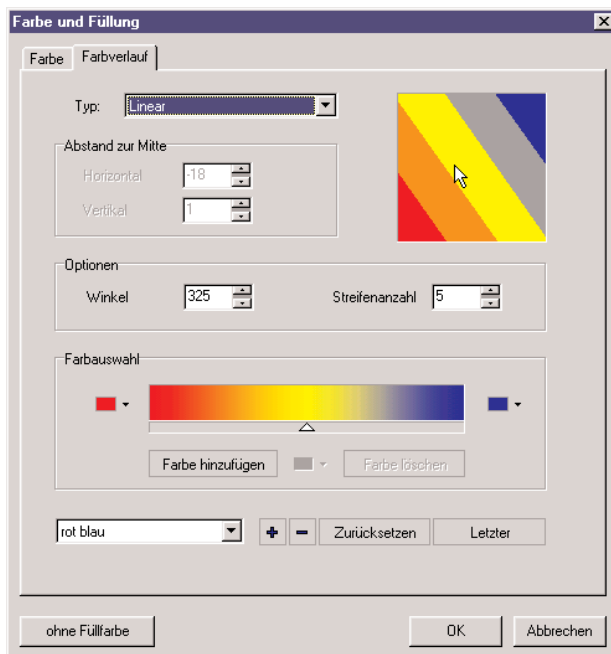 Farbe und Füllung
Farbe Farbverlauf
Typ: Linear
Abstand zur Mitte
Horizontal -18
Vertikal 1
Optionen
Winkel 325 Streifenanzahl 5
Farbauswahl
Farbe hinzufügen Farbe löschen
rot blau Zurücksetzen Letzter
ohne Füllfarbe OK Abbrechen